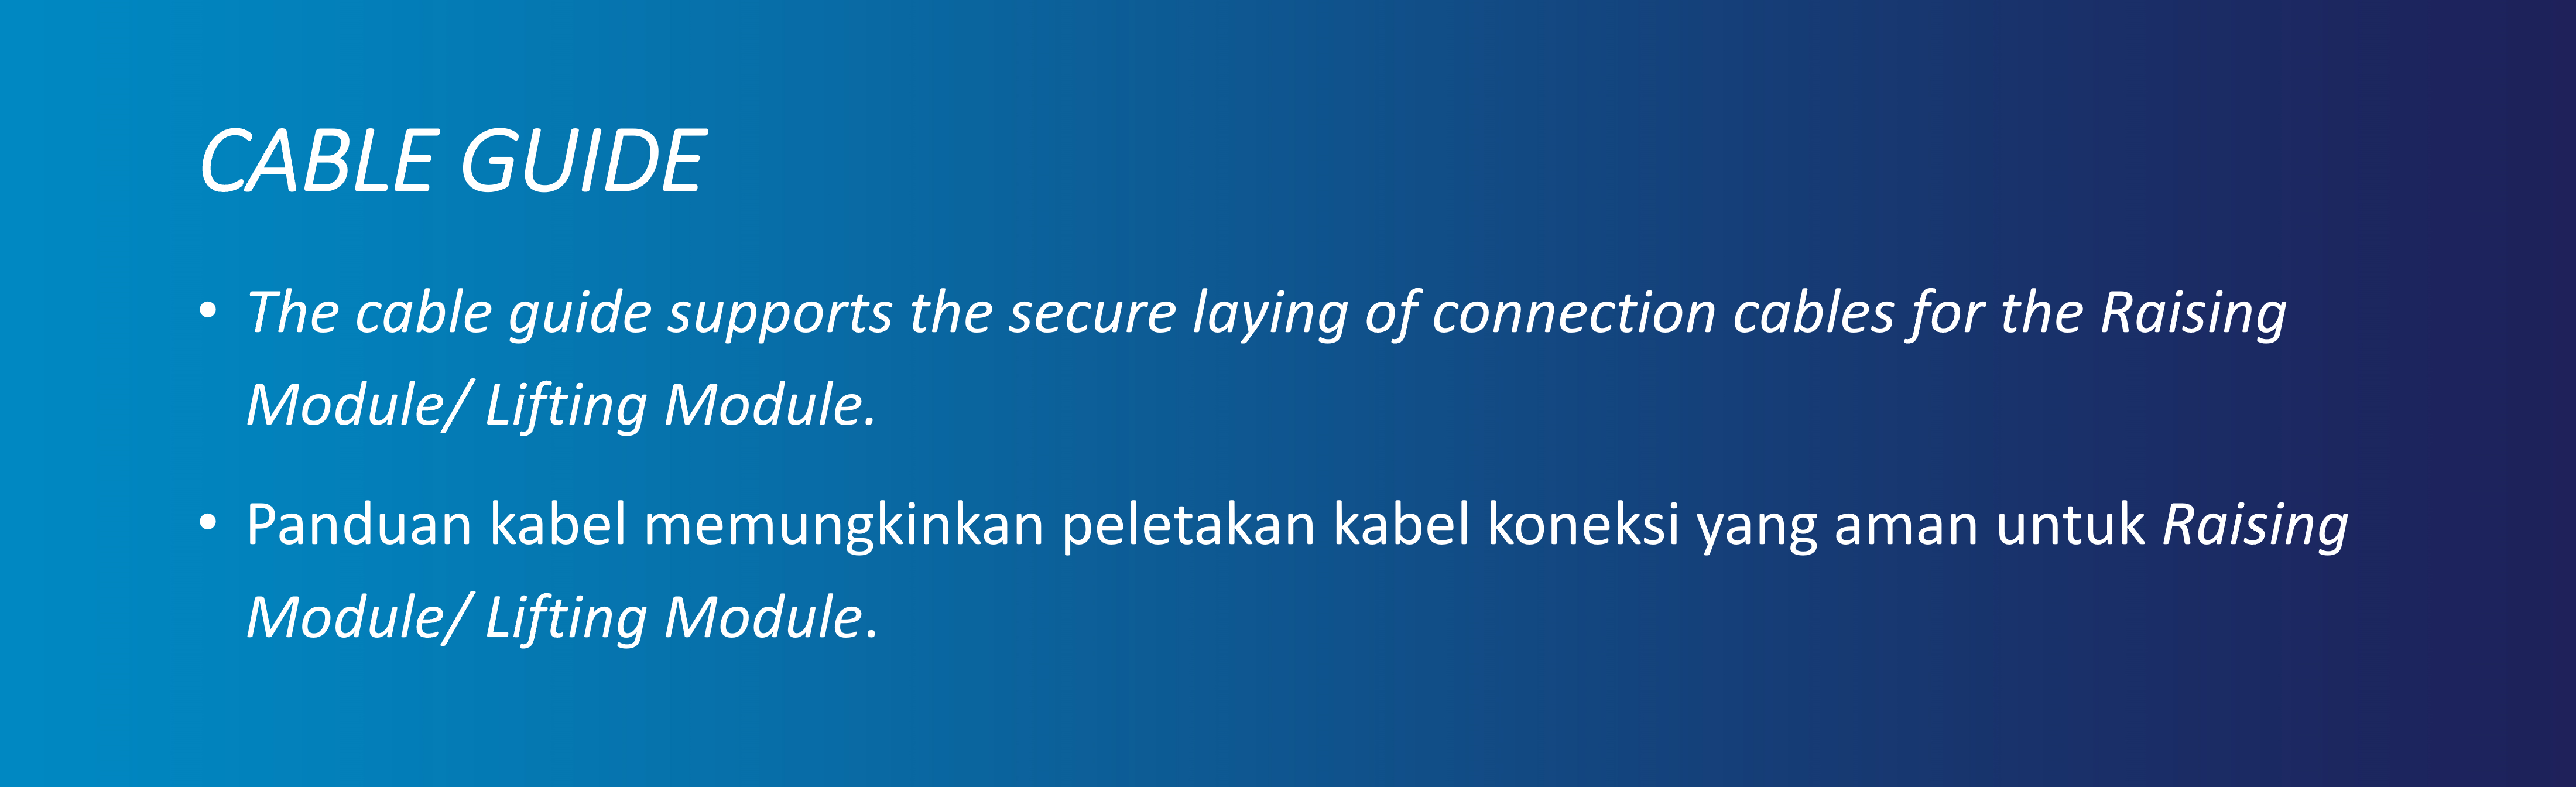 CABLE GUIDE
• The cable guide supports the secure laying of connection cables for the Raising
Module/ Lifting Module.
• Panduan kabel memungkinkan peletakan kabel koneksi yang aman untuk Raising
Module/ Lifting Module.